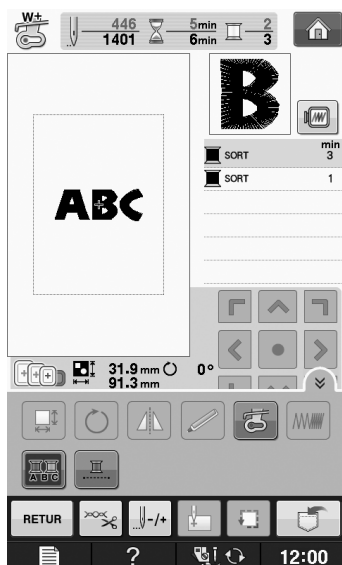 W±
446 5min 2
1401 6min 3
B
min
SORT 3
SORT 1
ABC
31.9 mm 0°
91.3 mm
ABC
RETUR -/+
? 12:00